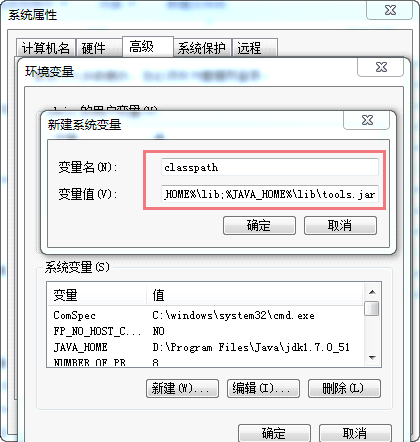 系统属性
计算机名 硬件 高级 系统保护 远程
环境变量
的用户变量(U)
新建系统变量
变量名(N): classpath
变量值(V): HOME%\lib;%JAVA_HOME%\lib\tools.jar
确定 取消
系统变量(S)
变量 值
ComSpec C:\windows\system32\cmd.exe
FP_NO_HOST_C... NO
JAVA_HOME D:\Program Files\Java\jdk1.7.0_51
NUMBER_OF_PR 8
新建(W)... 编辑(I)... 删除(L)
确定 取消